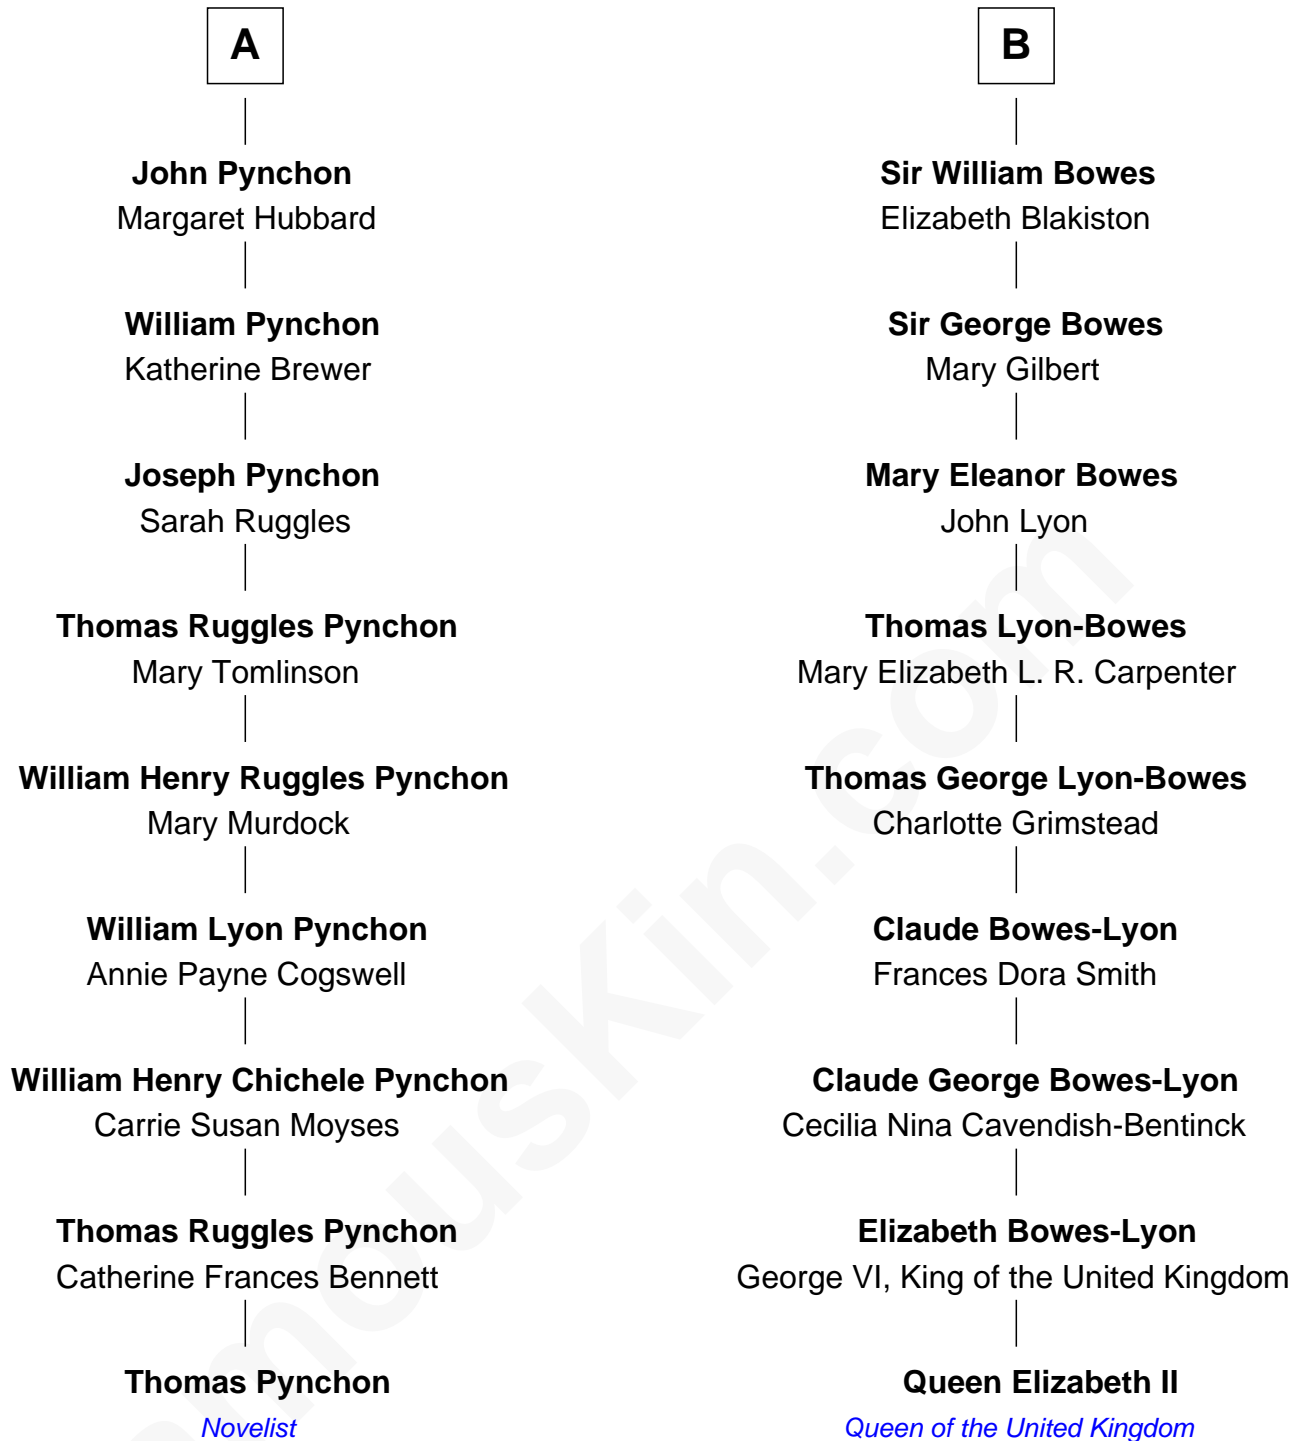 A
John Pynchon
Margaret Hubbard
William Pynchon
Katherine Brewer
Joseph Pynchon
Sarah Ruggles
Thomas Ruggles Pynchon
Mary Tomlinson
William Henry Ruggles Pynchon
Mary Murdock
William Lyon Pynchon
Annie Payne Cogswell
William Henry Chichele Pynchon
Carrie Susan Moyses
Thomas Ruggles Pynchon
Catherine Frances Bennett
Thomas Pynchon
Novelist
B
Sir William Bowes
Elizabeth Blakiston
Sir George Bowes
Mary Gilbert
Mary Eleanor Bowes
John Lyon
Thomas Lyon-Bowes
Mary Elizabeth L. R. Carpenter
Thomas George Lyon-Bowes
Charlotte Grimstead
Claude Bowes-Lyon
Frances Dora Smith
Claude George Bowes-Lyon
Cecilia Nina Cavendish-Bentinck
Elizabeth Bowes-Lyon
George VI, King of the United Kingdom
Queen Elizabeth II
Queen of the United Kingdom
amousKin.com